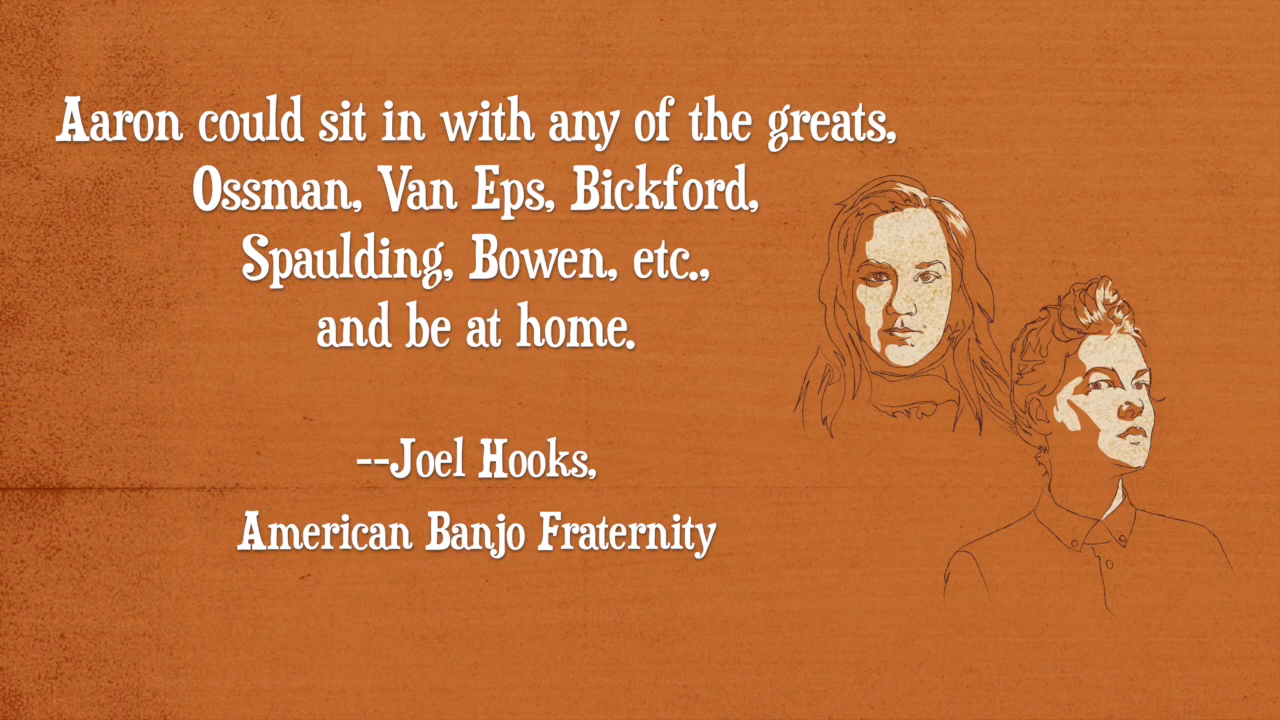 Aaron could sit in with any of the greats,
Ossman, Van Eps, Bickford,
Spaulding, Bowen, etc.,
and be at home.
--Joel Hooks,
American Banjo Fraternity